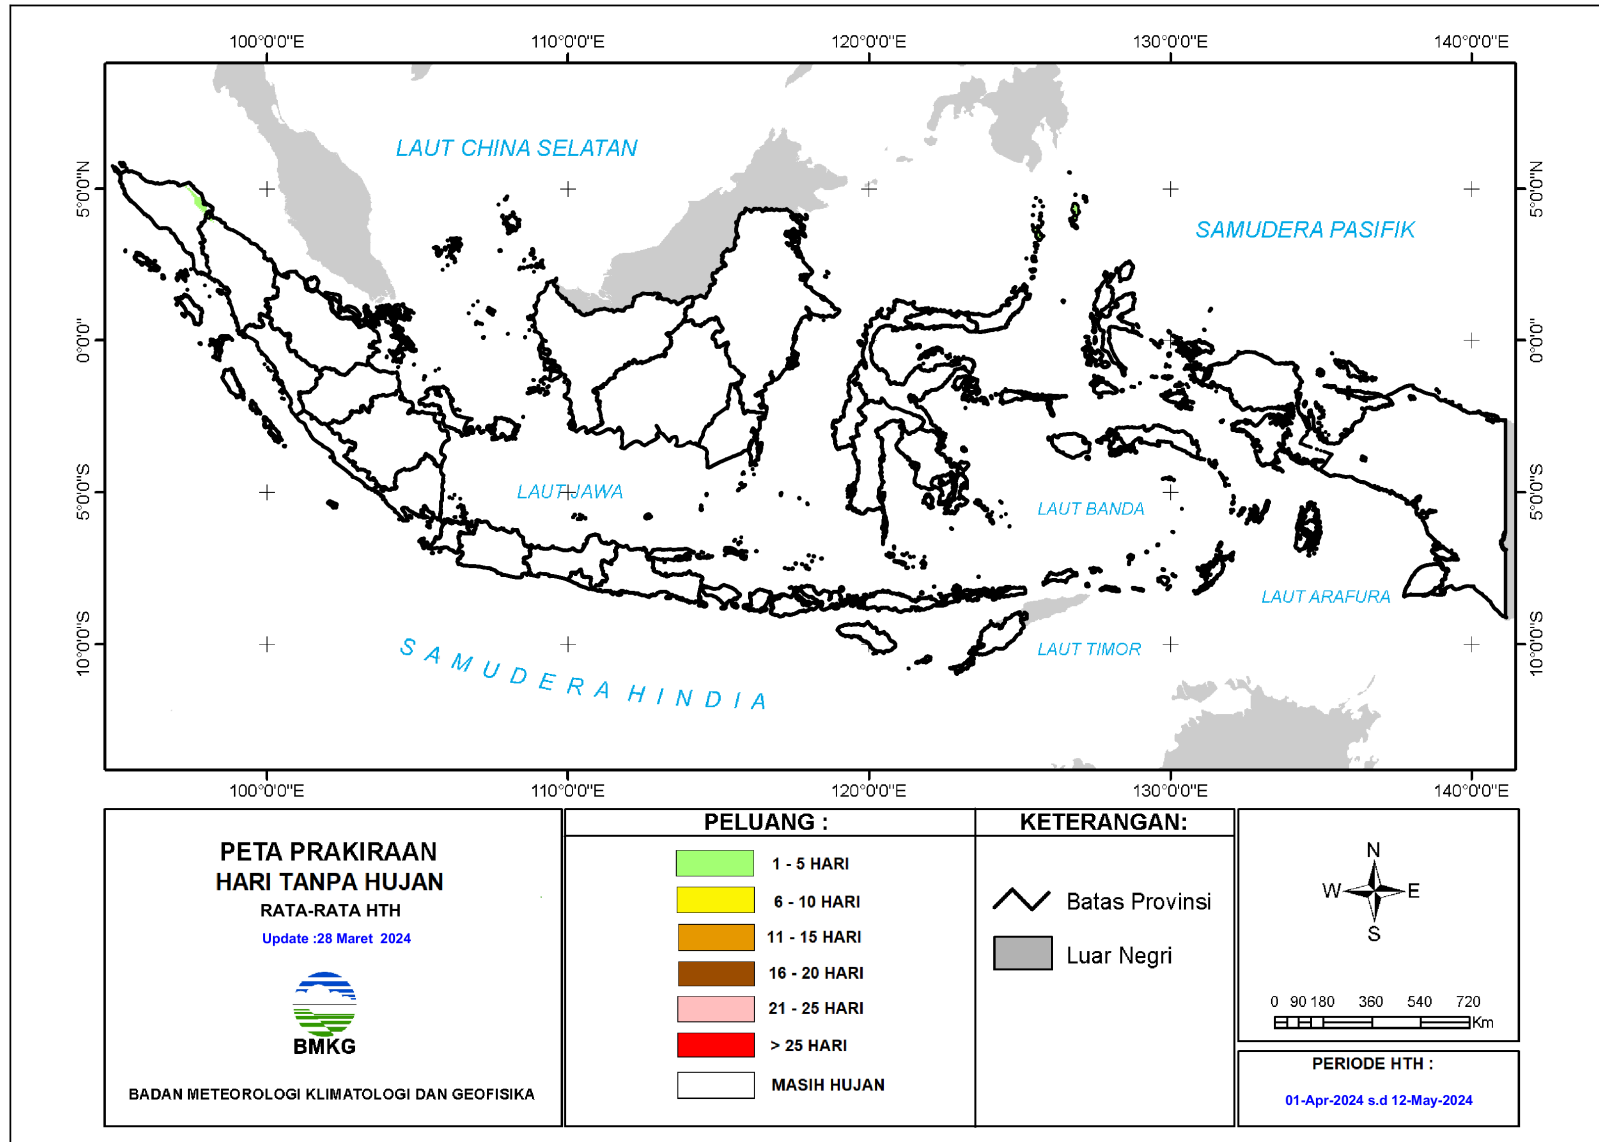 100°0'0"E 110°0'0"E 120°0'0"E 130°0'0"E 140°0'0"E
5°0'0"N
0°0'0"
5°0'0"S
10°0'0"S
LAUT CHINA SELATAN
SAMUDERA PASIFIK
LAUT JAWA
LAUT BANDA
LAUT ARAFURA
LAUT TIMOR
SAMUDERA HINDIA
5°0'0"N
0°0'0"
5°0'0"S
10°0'0"S
100°0'0"E 110°0'0"E 120°0'0"E 130°0'0"E 140°0'0"E
PETA PRAKIRAAN
HARI TANPA HUJAN
RATA-RATA HTH
Update :28 Maret 2024
BMKG
BADAN METEOROLOGI KLIMATOLOGI DAN GEOFISIKA
PELUANG :
1 - 5 HARI
6 - 10 HARI
11 - 15 HARI
16 - 20 HARI
21 - 25 HARI
> 25 HARI
MASIH HUJAN
KETERANGAN:
Batas Provinsi
Luar Negri
N
W E
S
0 90 180 360 540 720
Km
PERIODE HTH :
01-Apr-2024 s.d 12-May-2024